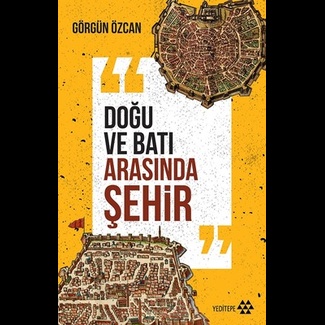 GÖRGÜN ÖZCAN
DOĞU
VE BATI
ARASINDA
ŞEHİR
YEDİTEPE